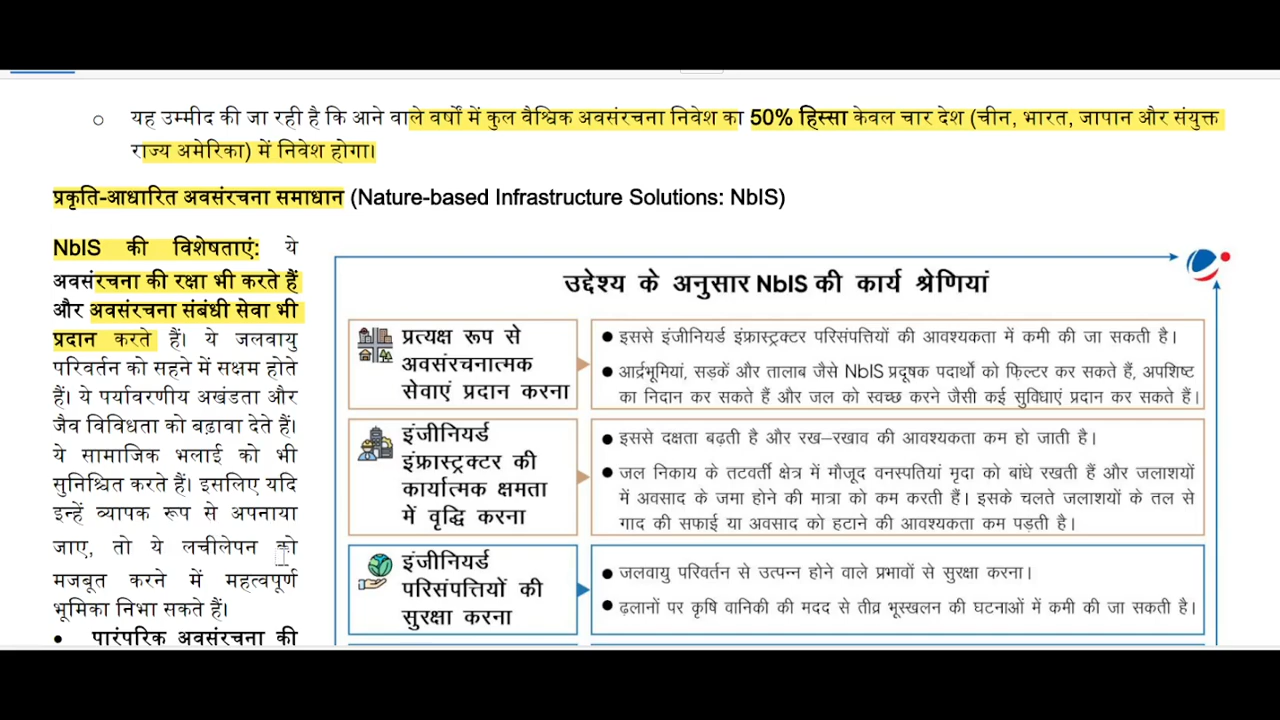 यह उम्मीद की जा रही है कि आने वाले वर्षों में कुल वैश्विक अवसंरचना निवेश का 50% हिस्सा केवल चार देश (चीन, भारत, जापान और संयुक्त
राज्य अमेरिका) में निवेश होगा।
प्रकृति-आधारित अवसंरचना समाधान (Nature-based Infrastructure Solutions: NbIS)
NbIS की विशेषताएं: ये
अवसंरचना की रक्षा भी करते हैं
और अवसंरचना संबंधी सेवा भी
प्रदान करते हैं। ये जलवायु
परिवर्तन को सहने में सक्षम होते
हैं। ये पर्यावरणीय अखंडता और
जैव विविधता को बढ़ावा देते हैं।
ये सामाजिक भलाई को भी
सुनिश्चित करते हैं। इसलिए यदि
इन्हें व्यापक रूप से अपनाया
जाए, तो ये लचीलेपन को
मजबूत करने में महत्वपूर्ण
भूमिका निभा सकते हैं।
• पारंपरिक अवसंरचना की
उद्देश्य के अनुसार NbIS की कार्य श्रेणियां
प्रत्यक्ष रूप से
अवसंरचनात्मक
सेवाएं प्रदान करना
• इससे इंजीनियर्ड इंफ्रास्ट्रक्टर परिसंपत्तियों की आवश्यकता में कमी की जा सकती है।
• आर्द्रभूमियां, सड़कें और तालाब जैसे NbIS प्रदूषक पदार्थो को फ़िल्टर कर सकते हैं, अपशिष्ट
का निदान कर सकते हैं और जल को स्वच्छ करने जैसी कई सुविधाएं प्रदान कर सकते हैं।
इंजीनियर्ड
इंफ्रास्ट्रक्टर की
कार्यात्मक क्षमता
में वृद्धि करना
• इससे दक्षता बढ़ती है और रख–रखाव की आवश्यकता कम हो जाती है।
• जल निकाय के तटवर्ती क्षेत्र में मौजूद वनस्पतियां मृदा को बांधे रखती हैं और जलाशयों
में अवसाद के जमा होने की मात्रा को कम करती हैं। इसके चलते जलाशयों के तल से
गाद की सफाई या अवसाद को हटाने की आवश्यकता कम पड़ती है।
इंजीनियर्ड
परिसंपत्तियों की
सुरक्षा करना
• जलवायु परिवर्तन से उत्पन्न होने वाले प्रभावों से सुरक्षा करना।
• ढ़लानों पर कृषि वानिकी की मदद से तीव्र भूस्खलन की घटनाओं में कमी की जा सकती है।